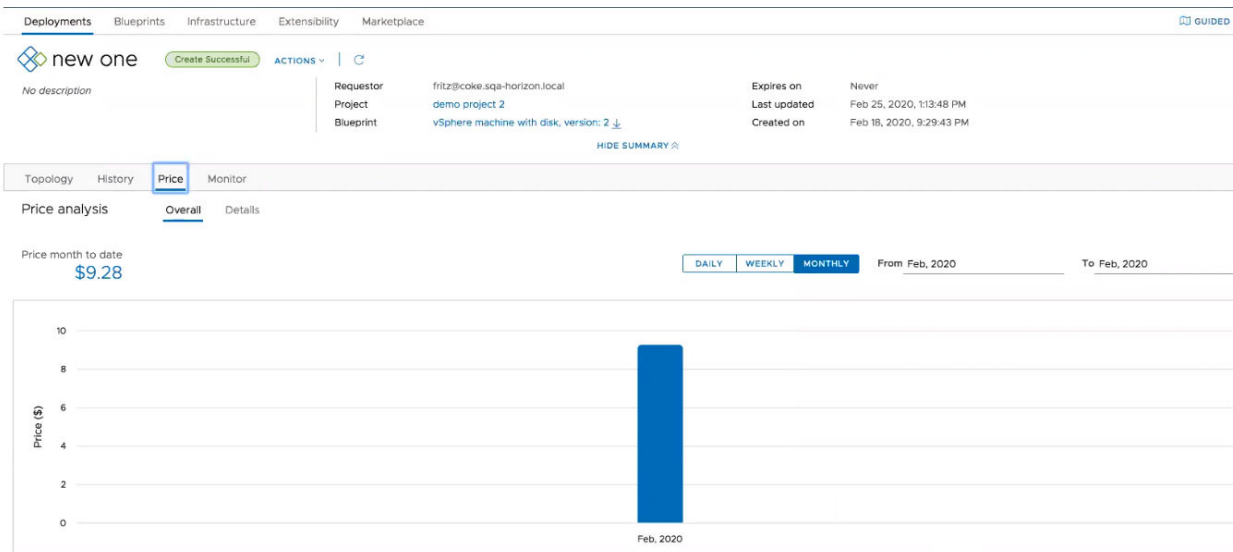 Deployments Blueprints Infrastructure Extensibility Marketplace GUIDED
new one Create Successful ACTIONS
No description
Requestor fritz@coke.sqa-horizon.local Expires on Never
Project demo project 2 Last updated Feb 25, 2020, 1:13:48 PM
Blueprint vSphere machine with disk, version: 2 Created on Feb 18, 2020, 9:29:43 PM
HIDE SUMMARY
Topology History Price Monitor
Price analysis Overall Details
Price month to date
$9.28
DAILY WEEKLY MONTHLY From Feb, 2020 To Feb, 2020
10
8
6
4
2
0
Price ($)
Feb, 2020